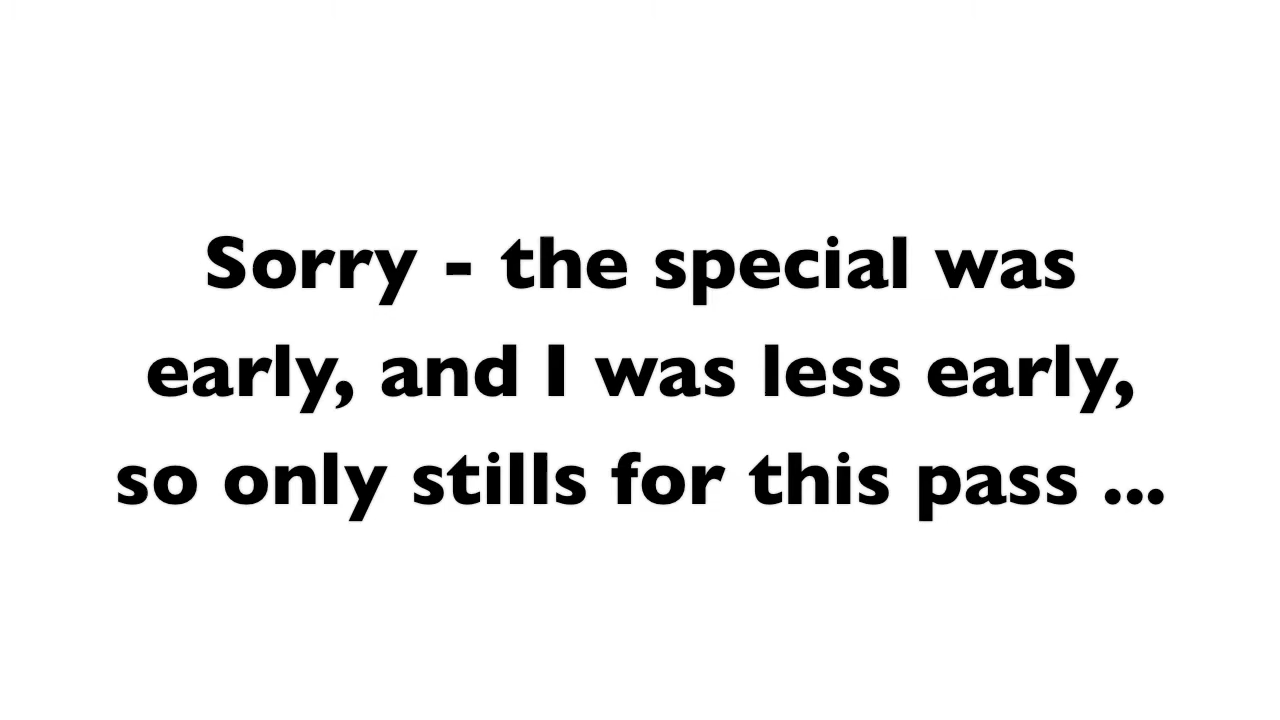 Sorry - the special was
early, and I was less early,
so only stills for this pass ...